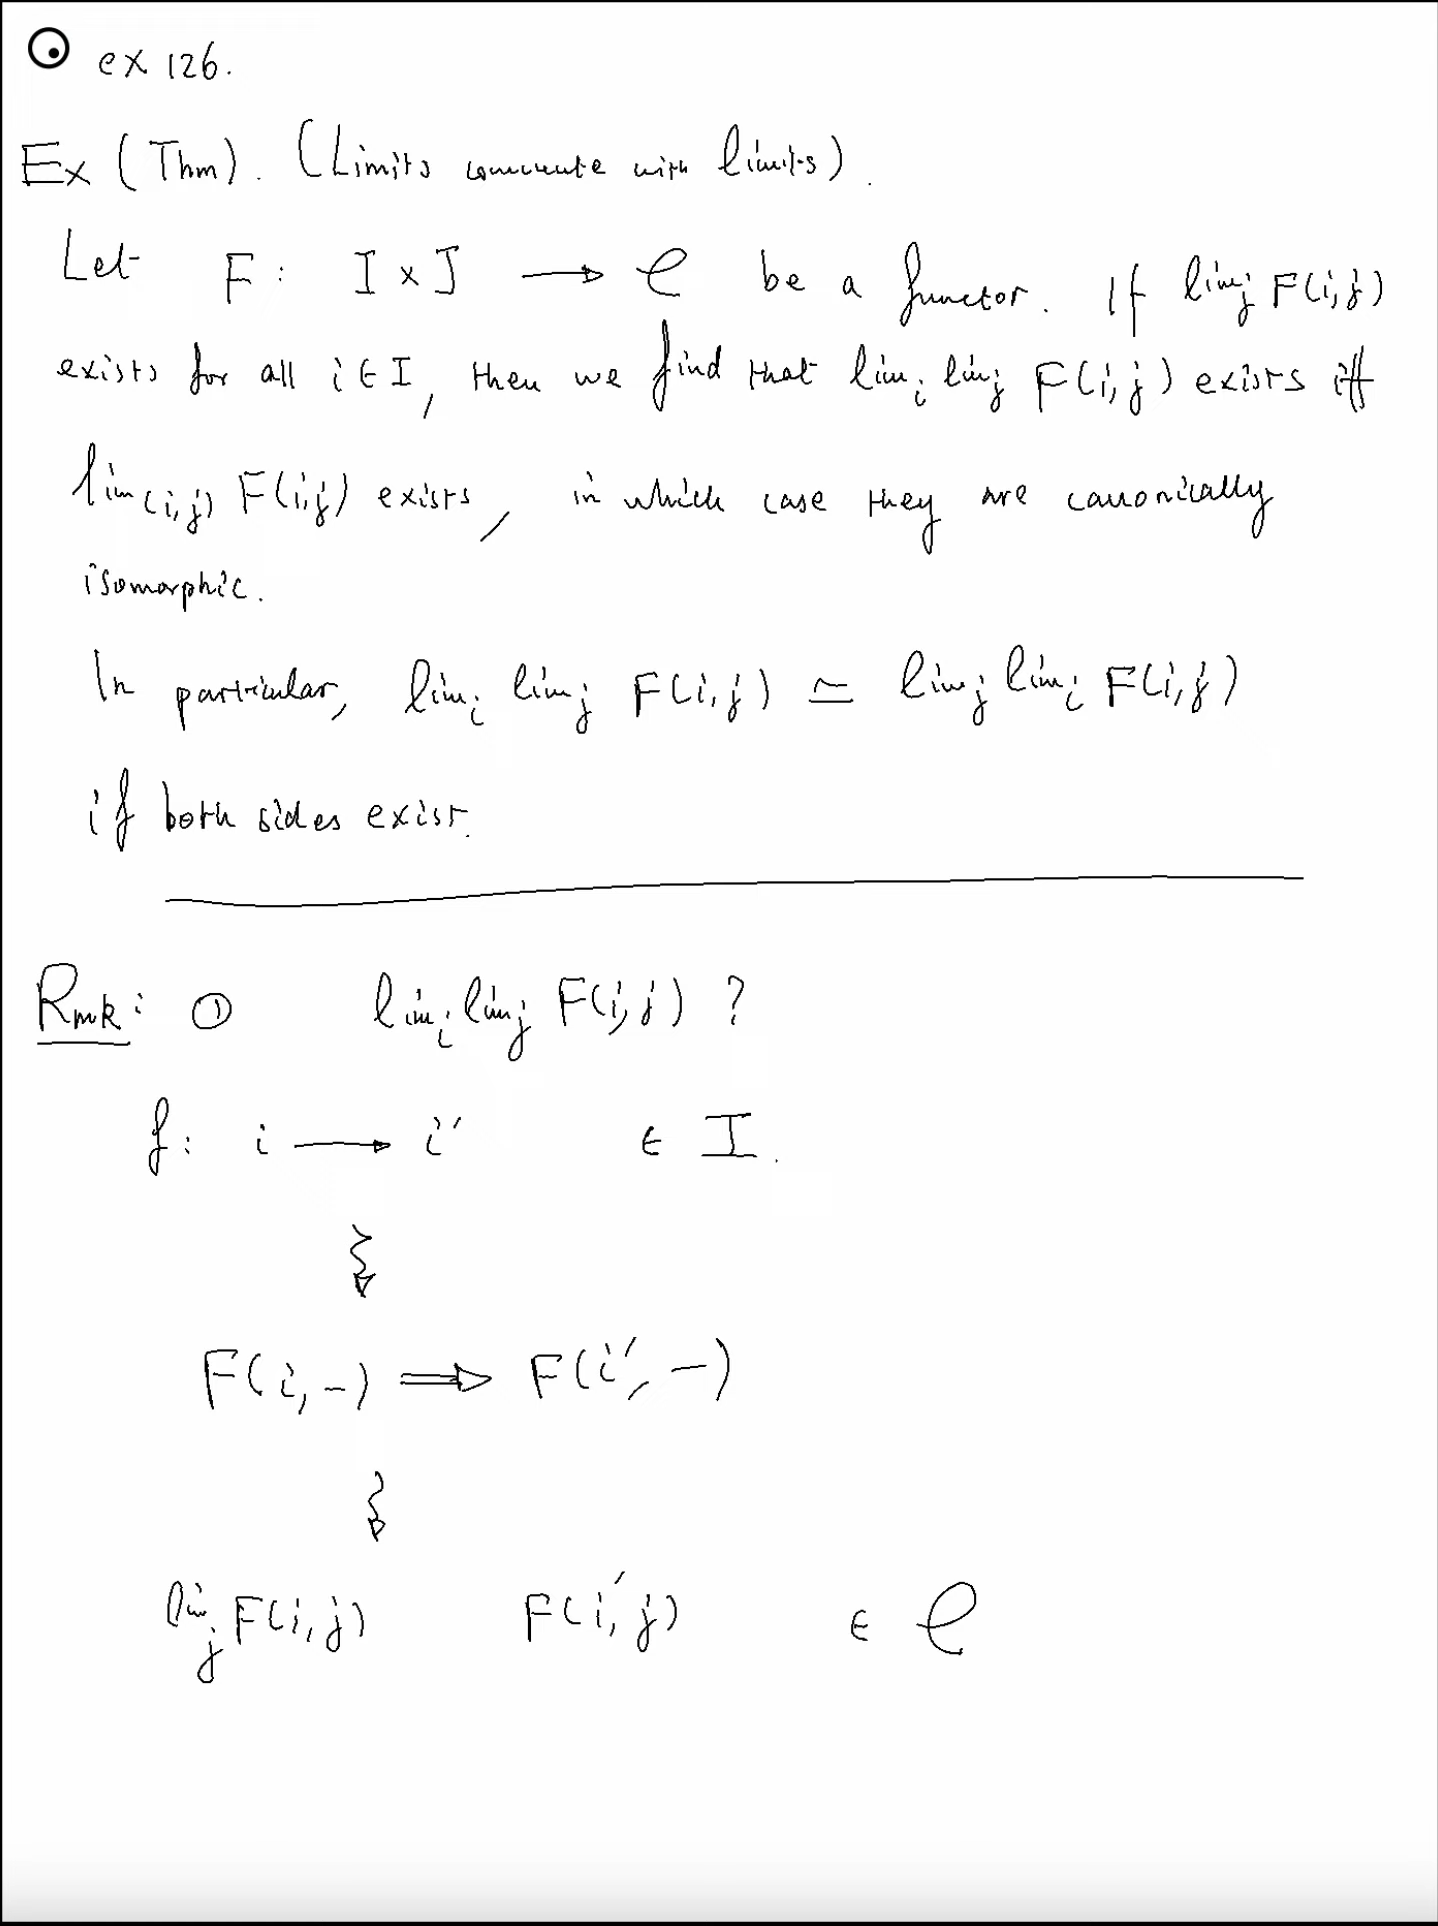 ex 126.
Ex (Thm). (Limits commute with limits).
Let F: I × J → 𝒞 be a functor. If lim_j F(i,j)
exists for all i ∈ I, then we find that lim_i lim_j F(i,j) exists iff
lim_(i,j) F(i,j) exists, in which case they are canonically
isomorphic.
In particular, lim_i lim_j F(i,j) ≃ lim_j lim_i F(i,j)
if both sides exist.
Rmk: ① lim_i lim_j F(i,j) ?
f: i → i' ∈ I.
F(i,-) ⇒ F(i',-)
lim_j F(i,j) F(i',j) ∈ 𝒞